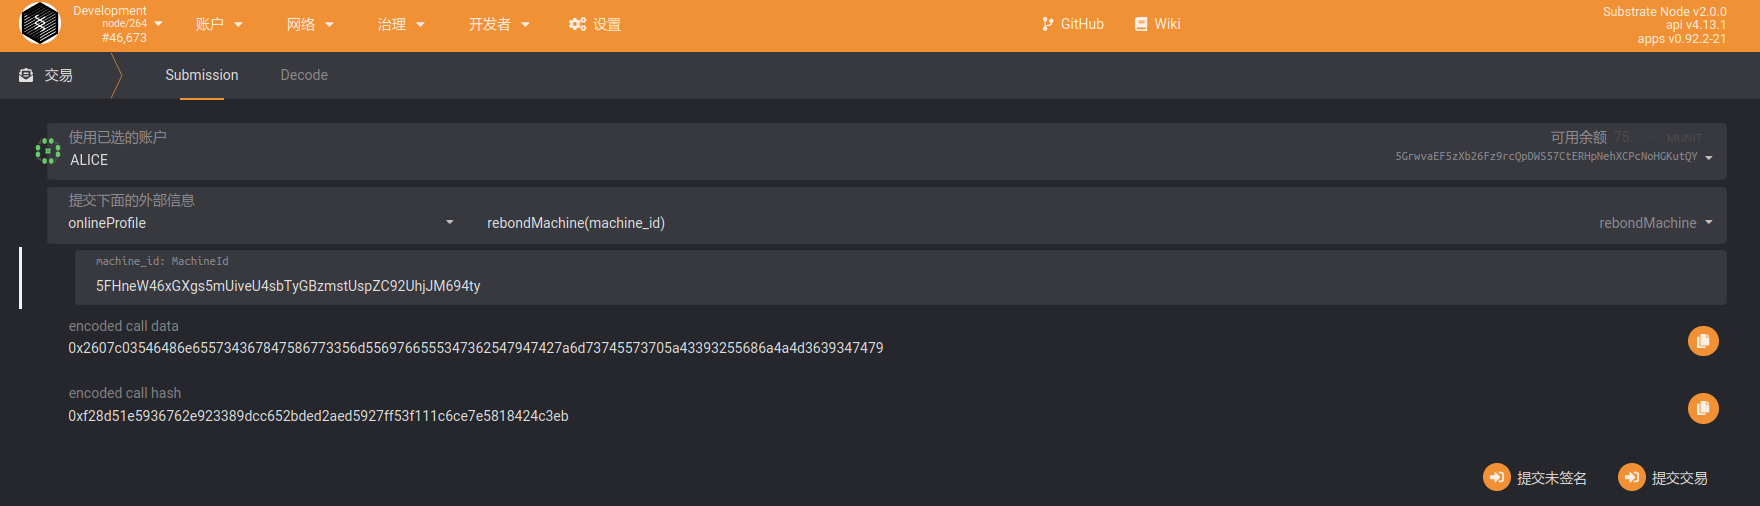 Development
node/264
#46,673
账户
网络
治理
开发者
设置
GitHub
Wiki
Substrate Node v2.0.0
api v4.13.1
apps v0.92.2-21
交易
Submission
Decode
使用已选的账户
ALICE
可用余额 75. MUNIT
5GrwvaEF5zXb26Fz9rcQpDWS57CtERHpNehXCPcNoHGKutQY
提交下面的外部信息
onlineProfile
rebondMachine(machine_id)
rebondMachine
machine_id: MachineId
5FHneW46xGXgs5mUiveU4sbTyGBzmstUspZC92UhjJM694ty
encoded call data
0x2607c03546486e655734367847586773356d5569766555347362547947427a6d73745573705a43393255686a4a4d3639347479
encoded call hash
0xf28d51e5936762e923389dcc652bded2aed5927ff53f111c6ce7e5818424c3eb
提交未签名
提交交易